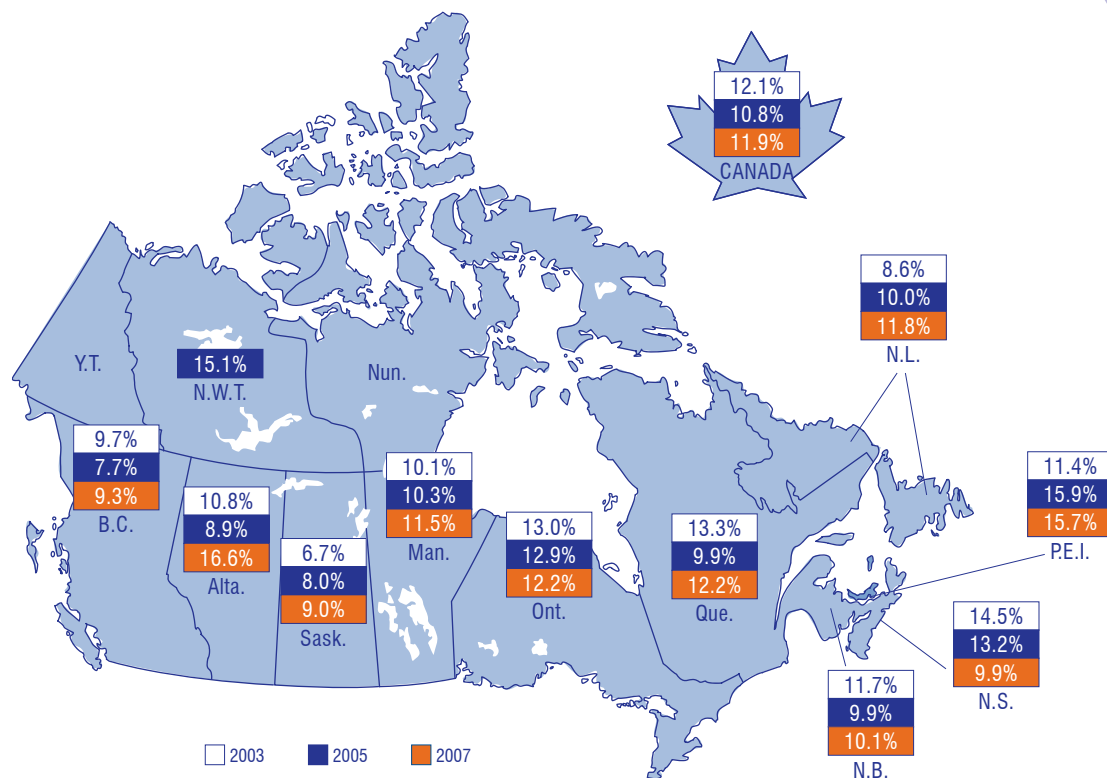 12.1%
10.8%
11.9%
CANADA
8.6%
10.0%
11.8%
N.L.
Y.T.
15.1%
N.W.T.
Nun.
9.7%
7.7%
9.3%
B.C.
10.8%
8.9%
16.6%
Alta.
6.7%
8.0%
9.0%
Sask.
10.1%
10.3%
11.5%
Man.
13.0%
12.9%
12.2%
Ont.
13.3%
9.9%
12.2%
Que.
11.4%
15.9%
15.7%
P.E.I.
14.5%
13.2%
9.9%
N.S.
11.7%
9.9%
10.1%
N.B.
2003 2005 2007